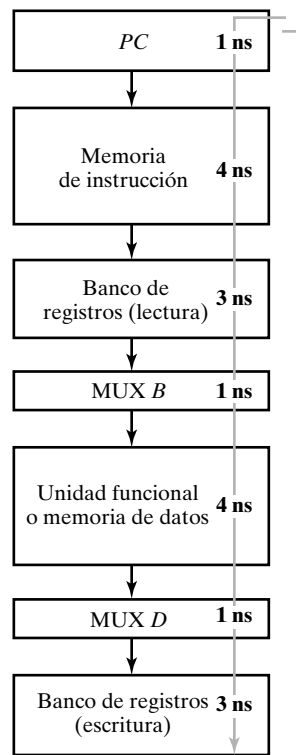 PC 1 ns
Memoria
de instrucción 4 ns
Banco de
registros (lectura) 3 ns
MUX B 1 ns
Unidad funcional
o memoria de datos 4 ns
MUX D 1 ns
Banco de registros 3 ns
(escritura)